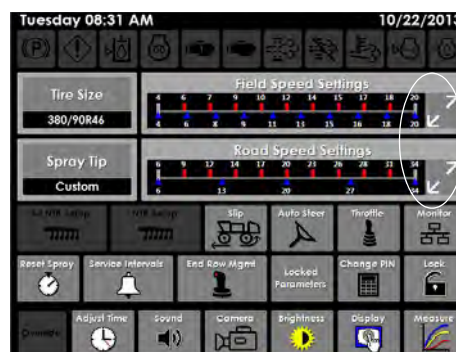 Tuesday 08:31 AM 10/22/2013
Tire Size
380/90R46
Field Speed Settings
4 6 7 9 10 12 14 15 17 18 20
4 6 8 9 11 13 15 16 18 20
Spray Tip
Custom
Road Speed Settings
6 9 12 14 17 20 23 26 28 31 34
6 13 20 27 34
Slip
Auto Steer
Throttle
Monitor
Reset Spray
Service Intervals
End Row Mgmt
Locked
Parameters
Change PIN
Lock
Adjust Time
Sound
Camera
Brightness
Display
Measure